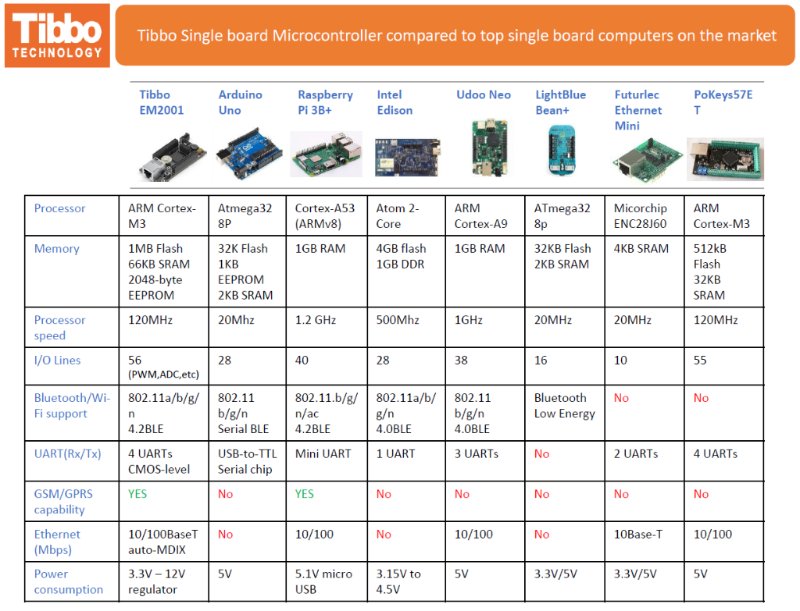 Tibbo
TECHNOLOGY
Tibbo Single board Microcontroller compared to top single board computers on the market
Tibbo EM2001 Arduino Uno Raspberry Pi 3B+ Intel Edison Udoo Neo LightBlue Bean+ Futurlec Ethernet Mini PoKeys57E T
Processor ARM Cortex-M3 Atmega32 8P Cortex-A53 (ARMv8) Atom 2-Core ARM Cortex-A9 ATmega32 8p Micorchip ENC28J60 ARM Cortex-M3
Memory 1MB Flash 66KB SRAM 2048-byte EEPROM 32K Flash 1KB EEPROM 2KB SRAM 1GB RAM 4GB flash 1GB DDR 1GB RAM 32KB Flash 2KB SRAM 4KB SRAM 512kB Flash 32KB SRAM
Processor speed 120MHz 20Mhz 1.2 GHz 500Mhz 1GHz 20MHz 20MHz 120MHz
I/O Lines 56 (PWM,ADC,etc) 28 40 28 38 16 10 55
Bluetooth/Wi-Fi support 802.11a/b/g/n 4.2BLE 802.11 b/g/n Serial BLE 802.11.b/g/n/ac 4.2BLE 802.11a/b/g/n 4.0BLE 802.11 b/g/n 4.0BLE Bluetooth Low Energy No No
UART(Rx/Tx) 4 UARTs CMOS-level USB-to-TTL Serial chip Mini UART 1 UART 3 UARTs No 2 UARTs 4 UARTs
GSM/GPRS capability YES No YES No No No No No
Ethernet (Mbps) 10/100BaseT auto-MDIX No 10/100 No 10/100 No 10Base-T 10/100
Power consumption 3.3V – 12V regulator 5V 5.1V micro USB 3.15V to 4.5V 5V 3.3V/5V 3.3V/5V 5V